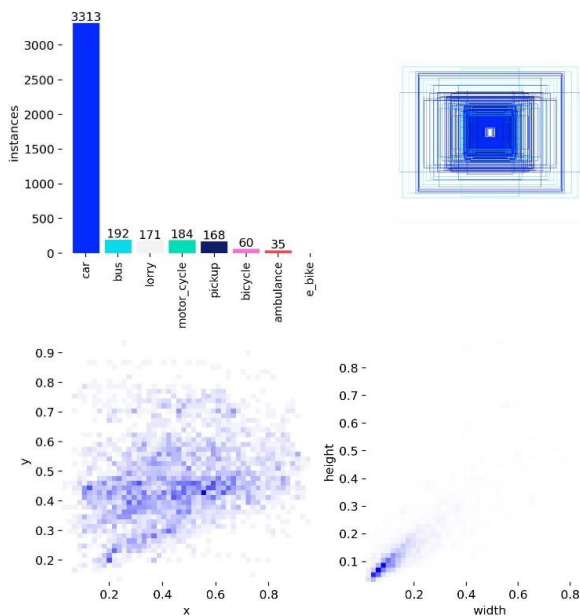 3313
3000
2500
2000
1500
1000
500
0
instances
192
171
184
168
60
35
car
bus
lorry
motor_cycle
pickup
bicycle
ambulance
e_bike
0.9
0.8
0.7
0.6
0.5
0.4
0.3
0.2
y
0.2
0.4
0.6
0.8
x
0.8
0.7
0.6
0.5
0.4
0.3
0.2
0.1
height
0.2
0.4
0.6
0.8
width